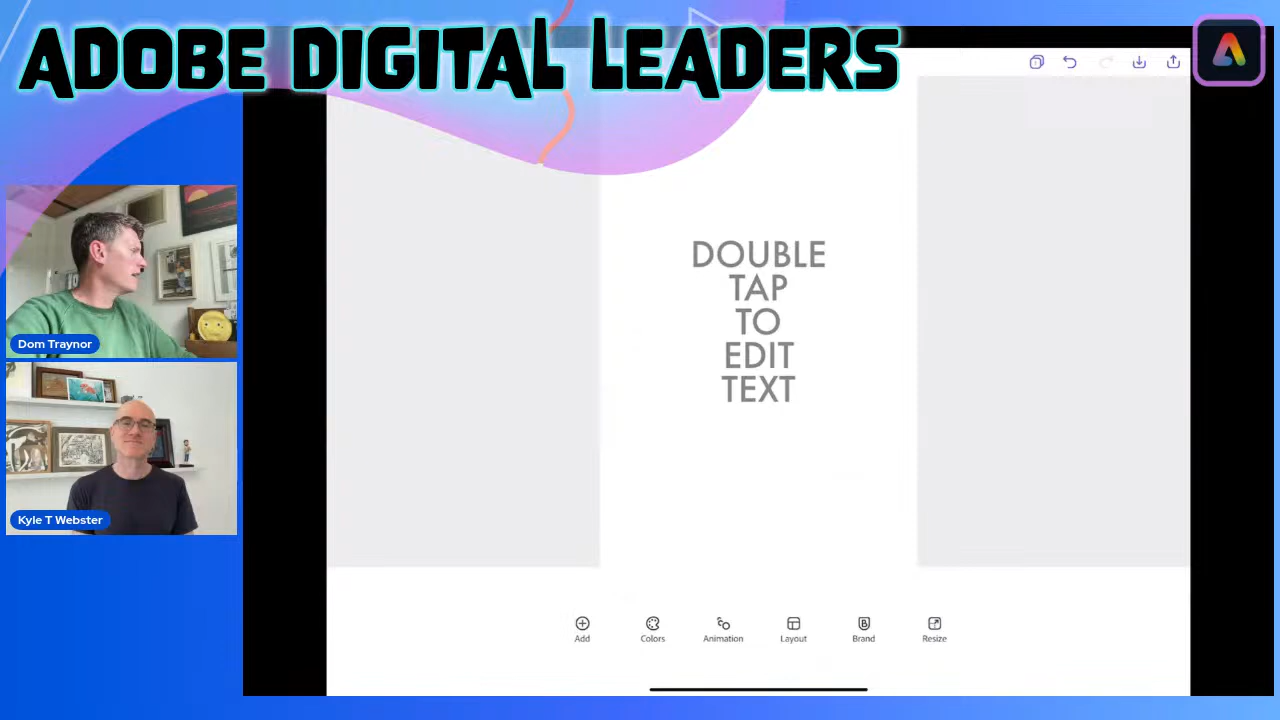 ADOBE DIGITAL LEADERS
Dom Traynor
Kyle T Webster
DOUBLE
TAP
TO
EDIT
TEXT
Add
Colors
Animation
Layout
Brand
Resize